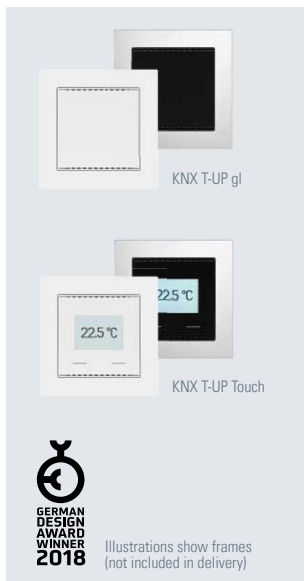 KNX T-UP gl
22.5 °C
22.5 °C
KNX T-UP Touch
GERMAN
DESIGN
AWARD
WINNER
2018
Illustrations show frames
(not included in delivery)